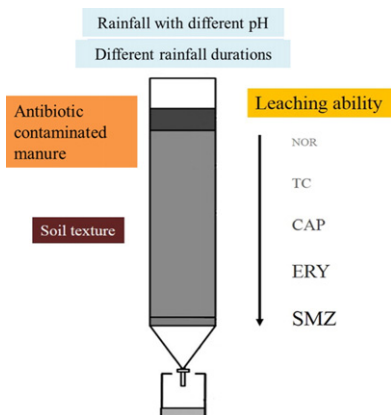 Rainfall with different pH
Different rainfall durations
Antibiotic
contaminated
manure
Leaching ability
NOR
TC
CAP
Soil texture
ERY
SMZ